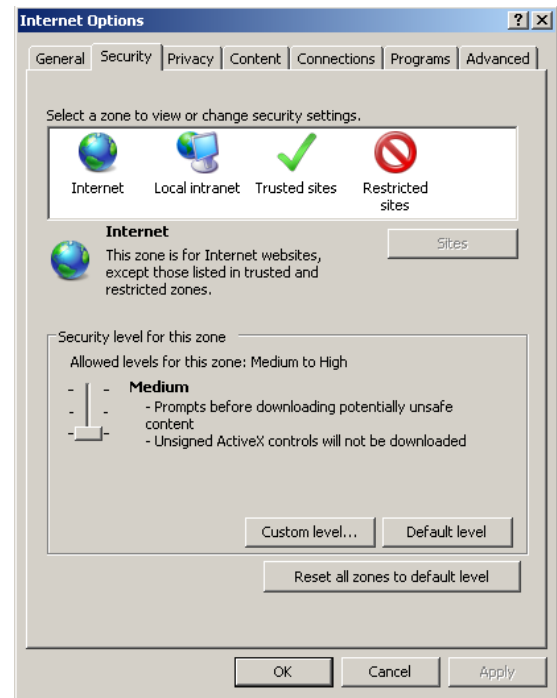 Internet Options
General Security Privacy Content Connections Programs Advanced
Select a zone to view or change security settings.
Internet Local intranet Trusted sites Restricted
sites
Internet
Sites
This zone is for Internet websites,
except those listed in trusted and
restricted zones.
Security level for this zone
Allowed levels for this zone: Medium to High
Medium
- Prompts before downloading potentially unsafe
content
- Unsigned ActiveX controls will not be downloaded
Custom level... Default level
Reset all zones to default level
OK Cancel Apply